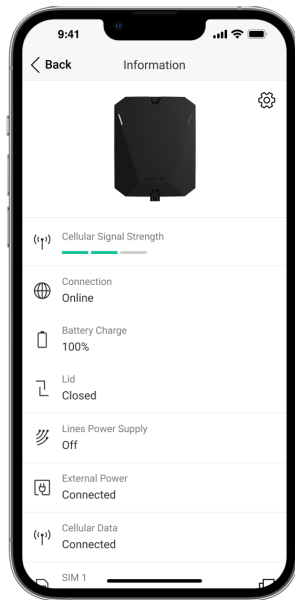 9:41
Back
Information
AJAX
Cellular Signal Strength
Connection
Online
Battery Charge
100%
Lid
Closed
Lines Power Supply
Off
External Power
Connected
Cellular Data
Connected
SIM 1